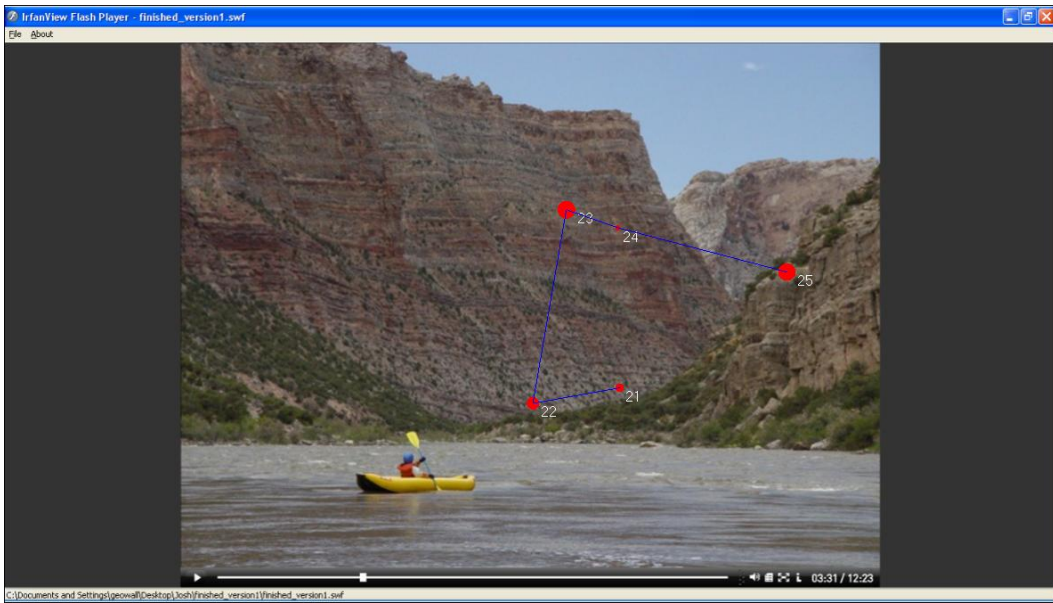 IrfanView Flash Player - finished_version1.swf
File About
23
24
25
21
22
03:31 / 12:23
C:\Documents and Settings\geowall\Desktop\Josh\finished_version1\finished_version1.swf